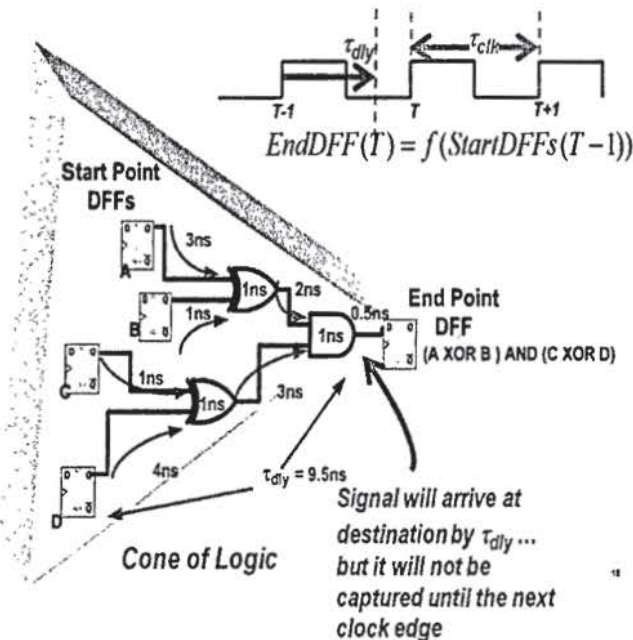 τdly
τclk
T-1
T
T+1
EndDFF(T) = f(StartDFFs(T-1))
Start Point
DFFs
A
3ns
1ns
2ns
B
1ns
0.5ns
1ns
End Point
DFF
(A XOR B ) AND (C XOR D)
C
1ns
1ns
3ns
D
4ns
τdly = 9.5ns
Cone of Logic
Signal will arrive at
destination by τdly ...
but it will not be
captured until the next
clock edge